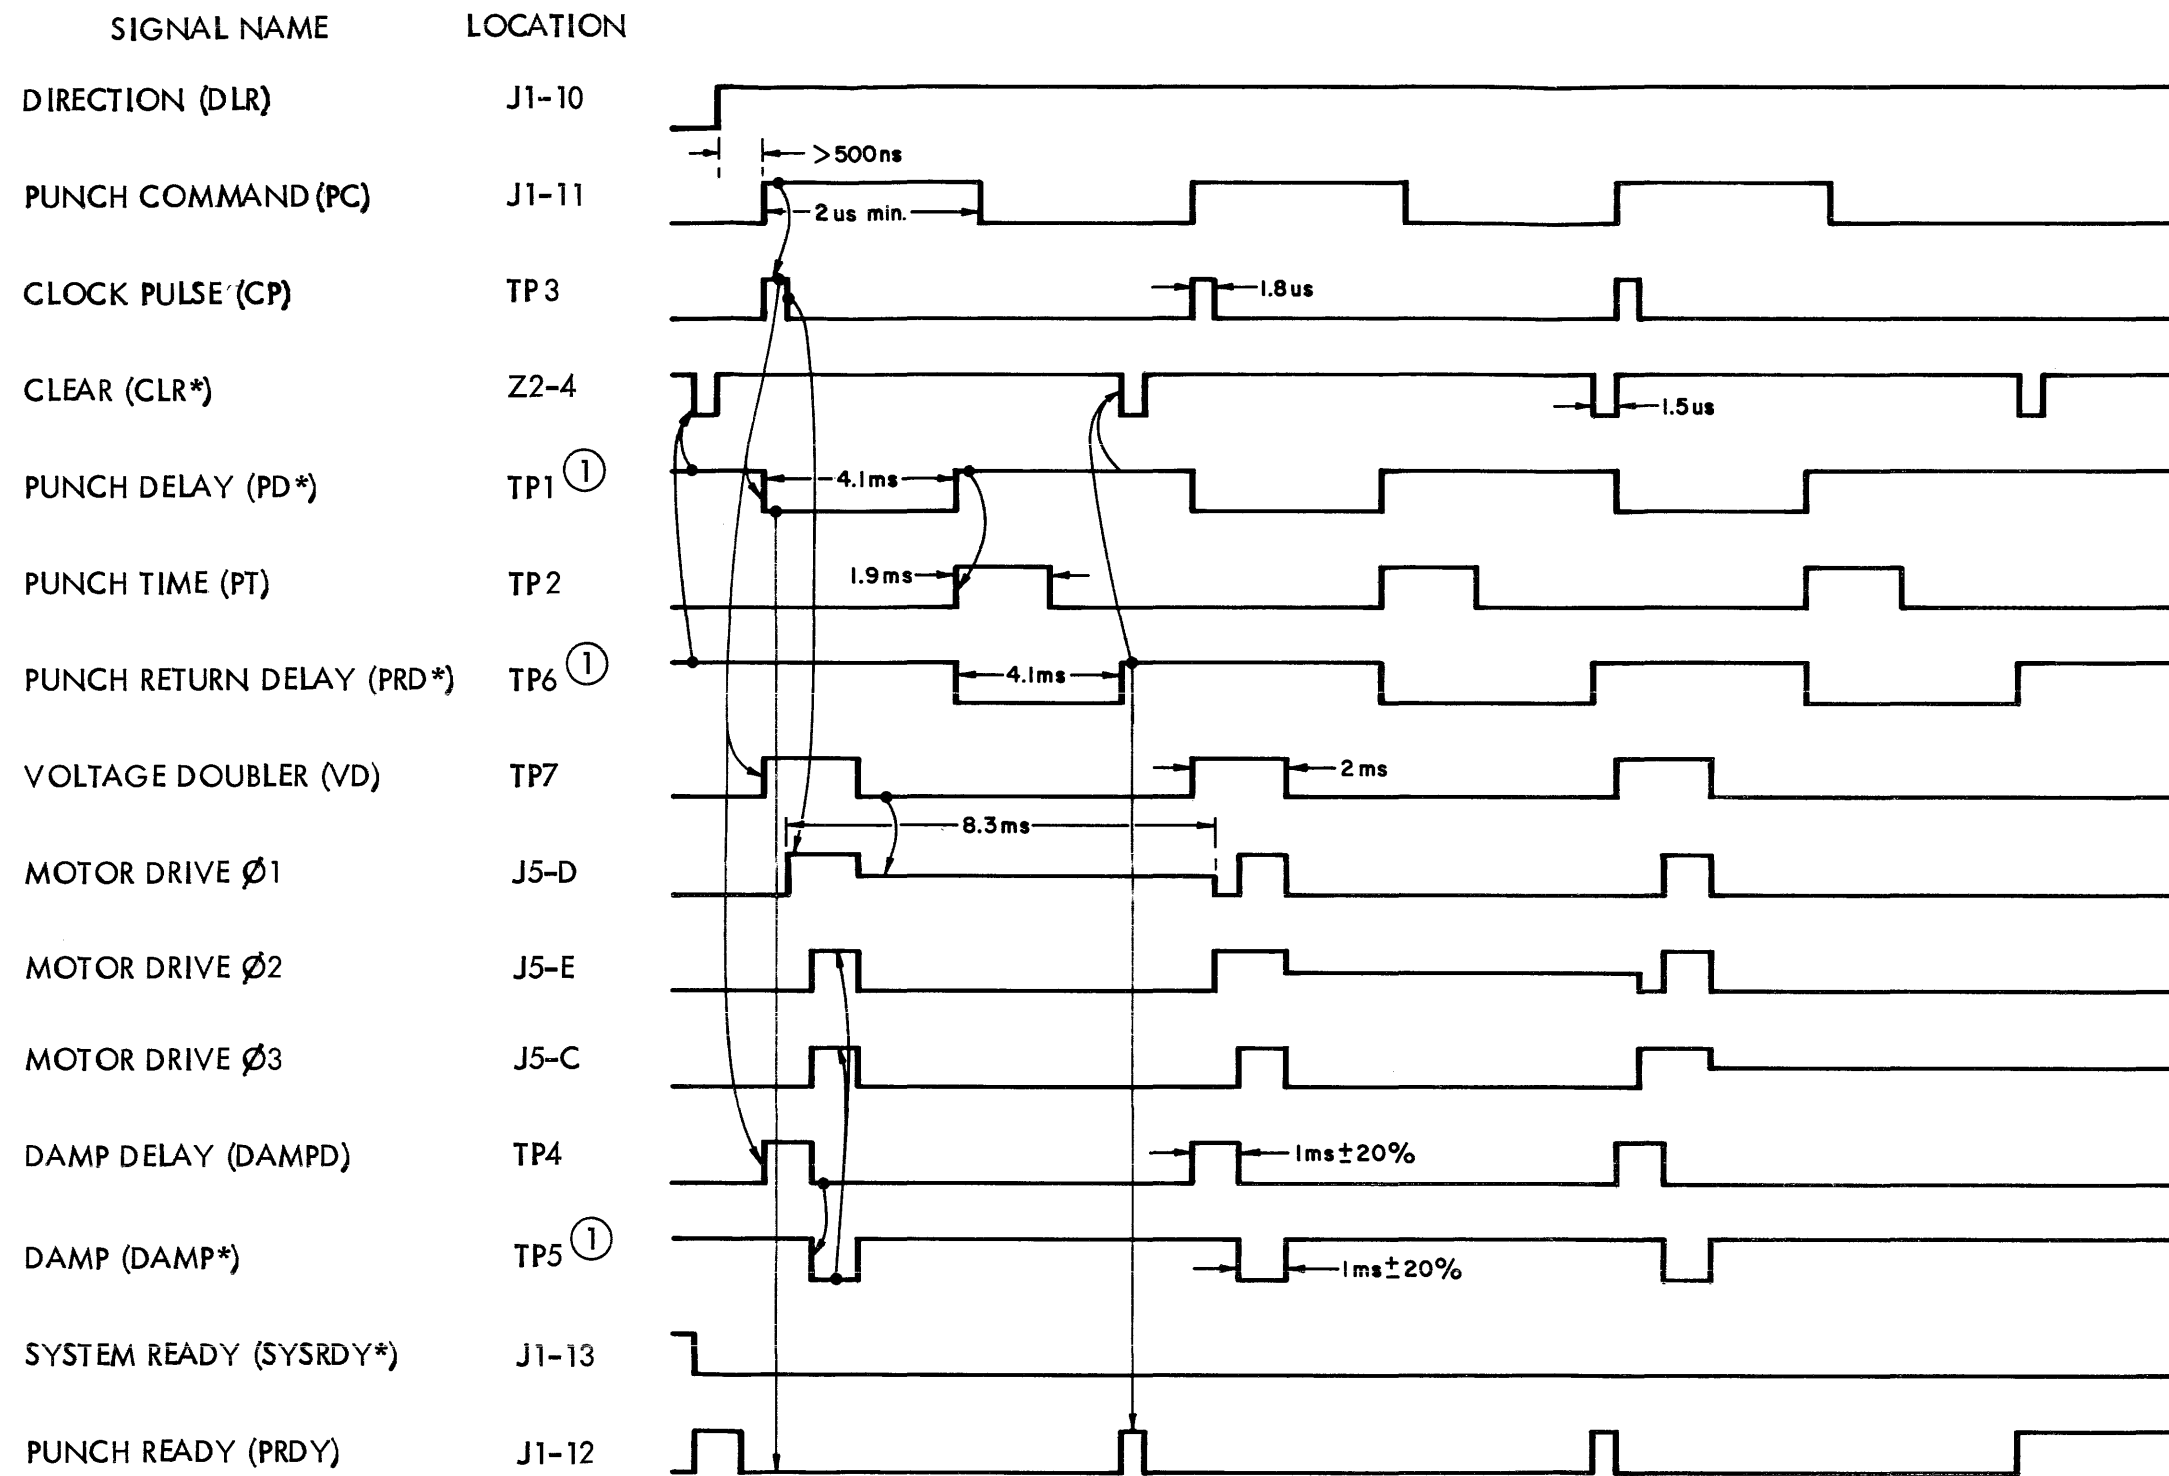 SIGNAL NAME LOCATION
DIRECTION (DLR) J1-10
>500ns
PUNCH COMMAND (PC) J1-11
2us min.
CLOCK PULSE (CP) TP3
1.8us
CLEAR (CLR*) Z2-4
1.5us
PUNCH DELAY (PD*) TP1 ①
4.1ms
PUNCH TIME (PT) TP2
1.9ms
PUNCH RETURN DELAY (PRD*) TP6 ①
4.1ms
VOLTAGE DOUBLER (VD) TP7
2ms
8.3ms
MOTOR DRIVE Ø1 J5-D
MOTOR DRIVE Ø2 J5-E
MOTOR DRIVE Ø3 J5-C
DAMP DELAY (DAMPD) TP4
1ms±20%
DAMP (DAMP*) TP5 ①
1ms±20%
SYSTEM READY (SYSRDY*) J1-13
PUNCH READY (PRDY) J1-12